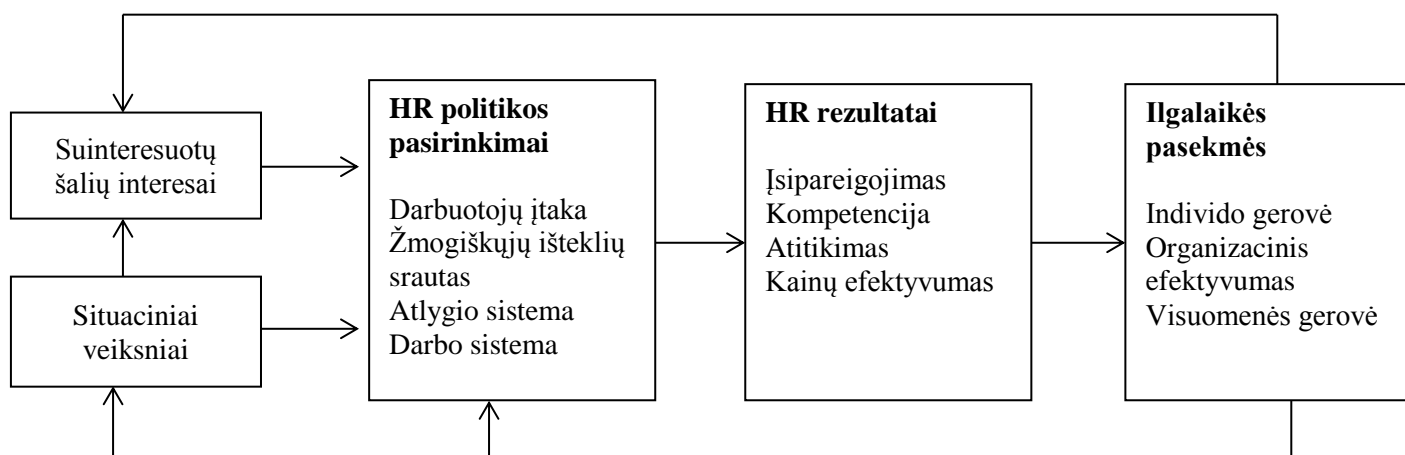 Suinteresuotų
šalių interesai
Situaciniai
veiksniai
HR politikos
pasirinkimai
Darbuotojų įtaka
Žmogiškųjų išteklių
srautas
Atlygio sistema
Darbo sistema
HR rezultatai
Įsipareigojimas
Kompetencija
Atitikimas
Kainų efektyvumas
Ilgalaikės
pasekmės
Individo gerovė
Organizacinis
efektyvumas
Visuomenės gerovė